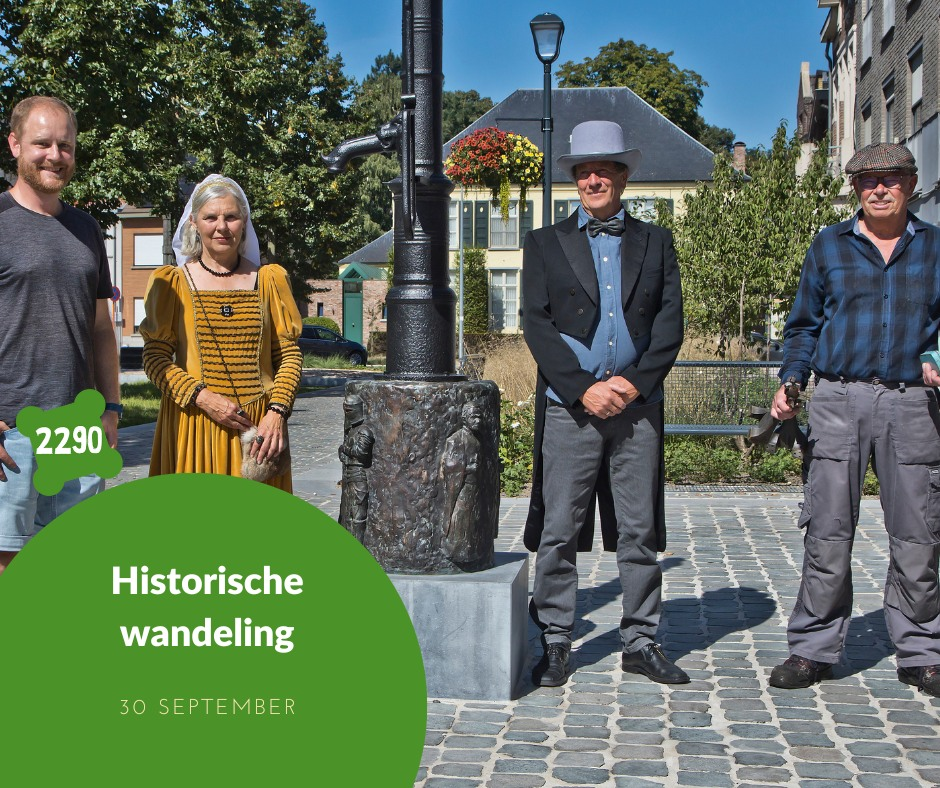 2290
Historische
wandeling
30 SEPTEMBER